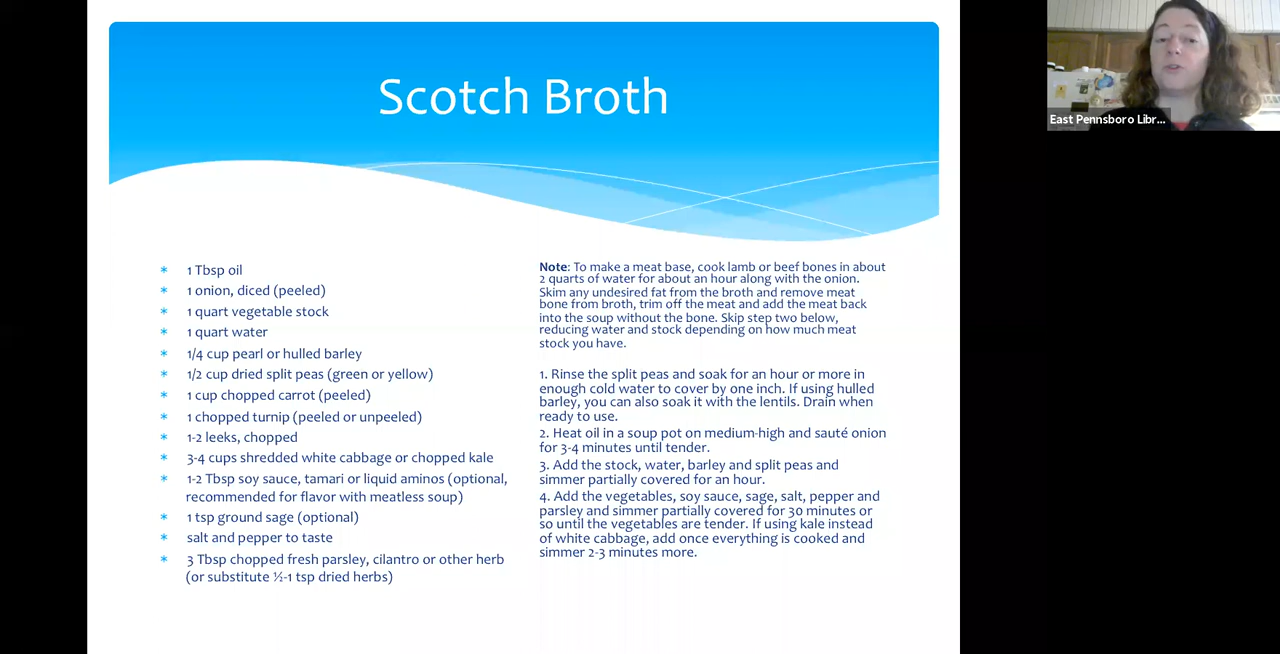 Scotch Broth
East Pennsboro Libr...
* 1 Tbsp oil
* 1 onion, diced (peeled)
* 1 quart vegetable stock
* 1 quart water
* 1/4 cup pearl or hulled barley
* 1/2 cup dried split peas (green or yellow)
* 1 cup chopped carrot (peeled)
* 1 chopped turnip (peeled or unpeeled)
* 1-2 leeks, chopped
* 3-4 cups shredded white cabbage or chopped kale
* 1-2 Tbsp soy sauce, tamari or liquid aminos (optional,
recommended for flavor with meatless soup)
* 1 tsp ground sage (optional)
* salt and pepper to taste
* 3 Tbsp chopped fresh parsley, cilantro or other herb
(or substitute ½-1 tsp dried herbs)
Note: To make a meat base, cook lamb or beef bones in about
2 quarts of water for about an hour along with the onion.
Skim any undesired fat from the broth and remove meat
bone from broth, trim off the meat and add the meat back
into the soup without the bone. Skip step two below,
reducing water and stock depending on how much meat
stock you have.
1. Rinse the split peas and soak for an hour or more in
enough cold water to cover by one inch. If using hulled
barley, you can also soak it with the lentils. Drain when
ready to use.
2. Heat oil in a soup pot on medium-high and sauté onion
for 3-4 minutes until tender.
3. Add the stock, water, barley and split peas and
simmer partially covered for an hour.
4. Add the vegetables, soy sauce, sage, salt, pepper and
parsley and simmer partially covered for 30 minutes or
so until the vegetables are tender. If using kale instead
of white cabbage, add once everything is cooked and
simmer 2-3 minutes more.